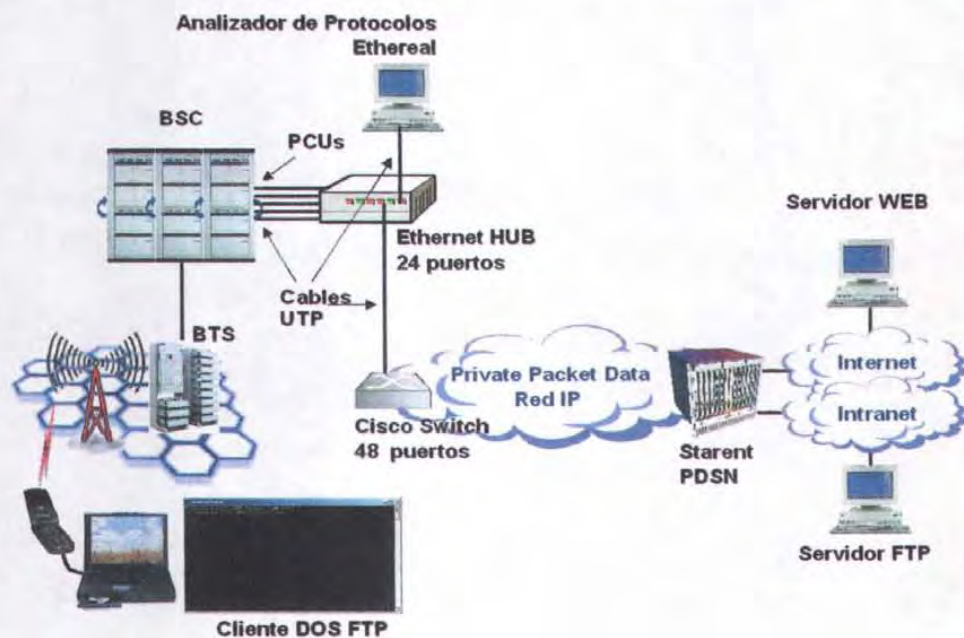 Analizador de Protocolos
Ethereal
BSC
PCUs
Servidor WEB
Ethernet HUB
24 puertos
Cables
UTP
BTS
Private Packet Data
Red IP
Internet
Intranet
Cisco Switch
48 puertos
Starent
PDSN
Servidor FTP
Cliente DOS FTP